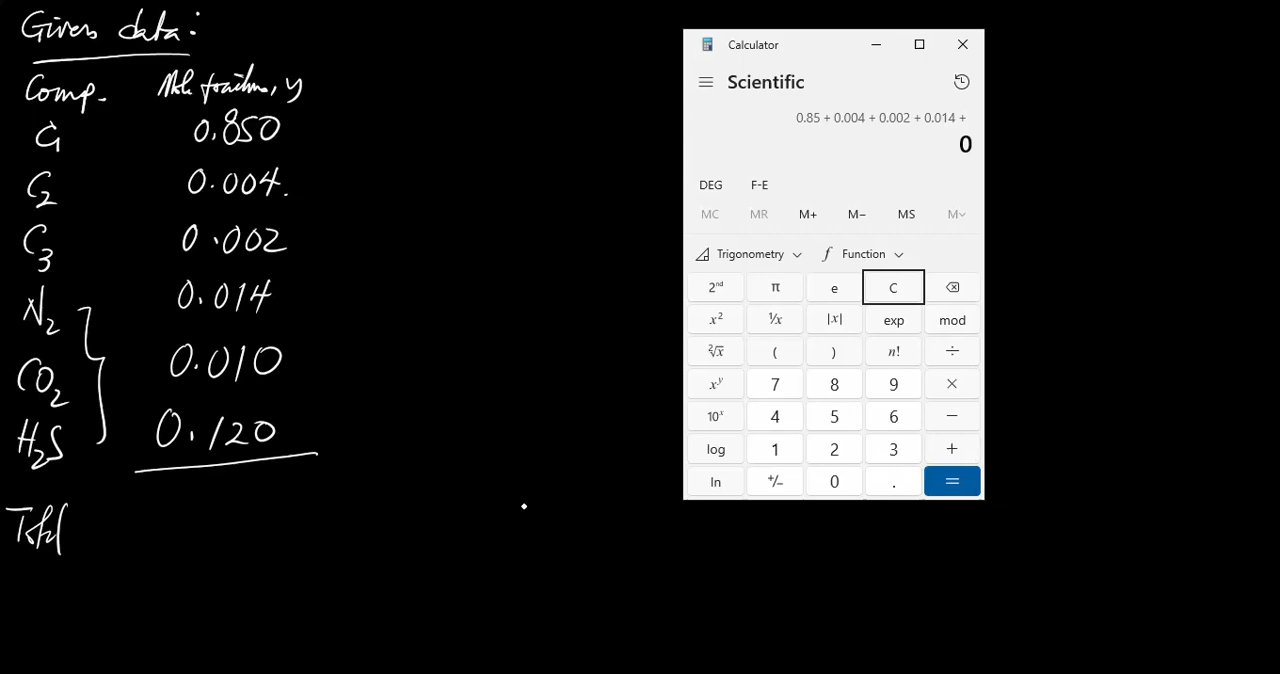 Given data:
Comp. Mole fraction, y
C1 0.850
C2 0.004.
C3 0.002
N2 0.014
CO2 0.010
H2S 0.120
Total
Calculator
Scientific
0.85 + 0.004 + 0.002 + 0.014 +
0
DEG F-E
MC MR M+ M− MS M
Trigonometry f Function
2nd π e C
x² ¹/x |x| exp mod
²√x ( ) n! ÷
xʸ 7 8 9 ×
10ˣ 4 5 6 −
log 1 2 3 +
ln +/− 0 . =